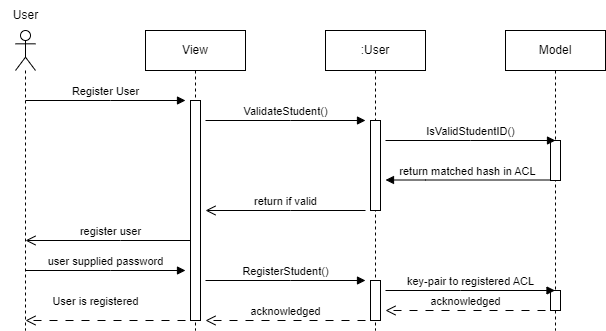 User
View
:User
Model
Register User
ValidateStudent()
IsValidStudentID()
return matched hash in ACL
return if valid
register user
user supplied password
RegisterStudent()
key-pair to registered ACL
User is registered
acknowledged
acknowledged